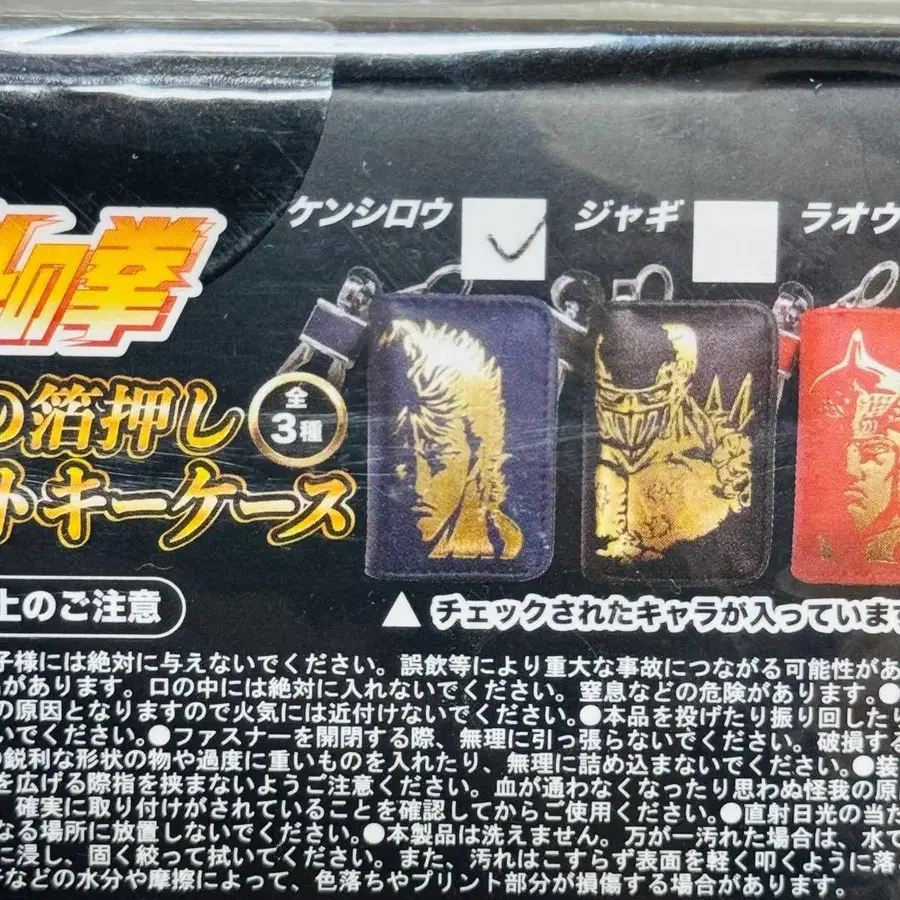 ケンシロウ
ジャギ
ラオウ
の拳
の箔押し
全3種
トキーケース
上のご注意
▲チェックされたキャラが入っています
子様には絶対に与えないでください。誤飲等により重大な事故につながる可能性があ
があります。口の中には絶対に入れないでください。窒息などの危険があります。●
の原因となりますので火気には近付けないでください。●本品を投げたり振り回したり
いでください。●ファスナーを開閉する際、無理に引っ張らないでください。破損する
の鋭利な形状の物や過度に重いものを入れたり、無理に詰め込まないでください。●装
を広げる際指を挟まないようご注意ください。血が通わなくなったり思わぬ怪我の原
、確実に取り付けがされていることを確認してからご使用ください。●直射日光の当た
なる場所に放置しないでください。●本製品は洗えません。万が一汚れた場合は、水で
に浸し、固く絞って拭いてください。また、汚れはこすらず表面を軽く叩くように落
などの水分や摩擦によって、色落ちやプリント部分が損傷する場合があります。